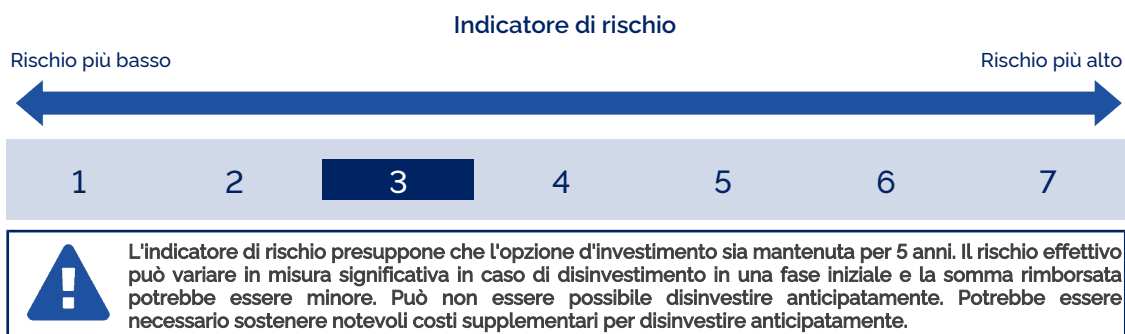 Indicatore di rischio
Rischio più basso
Rischio più alto
1 2 3 4 5 6 7
L'indicatore di rischio presuppone che l'opzione d'investimento sia mantenuta per 5 anni. Il rischio effettivo
può variare in misura significativa in caso di disinvestimento in una fase iniziale e la somma rimborsata
potrebbe essere minore. Può non essere possibile disinvestire anticipatamente. Potrebbe essere
necessario sostenere notevoli costi supplementari per disinvestire anticipatamente.